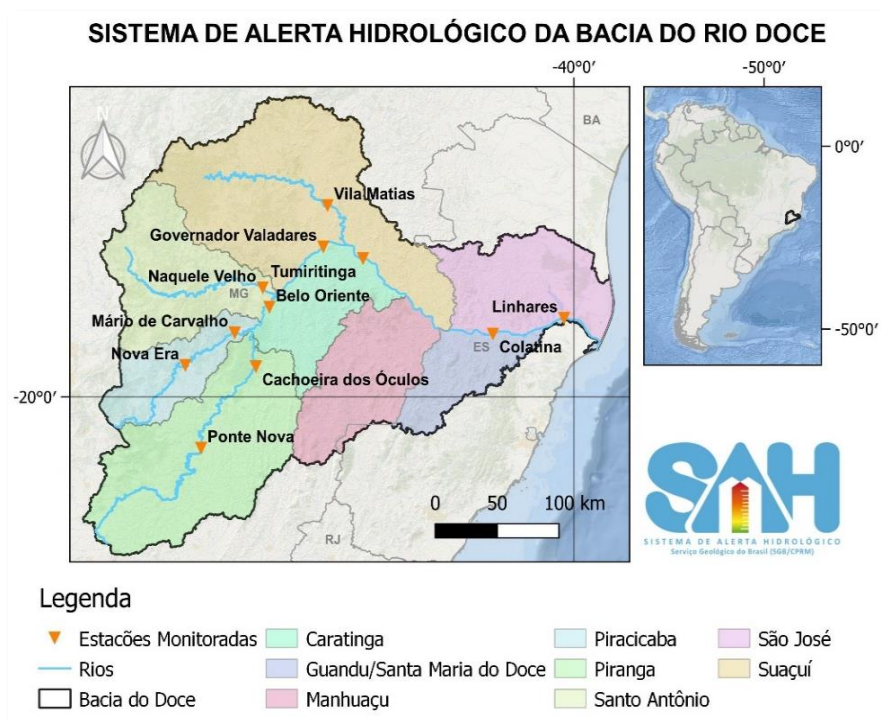 SISTEMA DE ALERTA HIDROLÓGICO DA BACIA DO RIO DOCE
-40°0′
-50°0′
N
BA
0°0′
Vila Matias
Governador Valadares
Tumiritinga
Naquele Velho
MG
Belo Oriente
Linhares
Mário de Carvalho
-50°0′
Nova Era
ES
Colatina
Cachoeira dos Óculos
-20°0′
Ponte Nova
0 50 100 km
RJ
SAH
SISTEMA DE ALERTA HIDROLÓGICO
Serviço Geológico do Brasil (SGB/CPRM)
Legenda
Estacões Monitoradas
Rios
Bacia do Doce
Caratinga
Guandu/Santa Maria do Doce
Manhuaçu
Piracicaba
Piranga
Santo Antônio
São José
Suaçuí